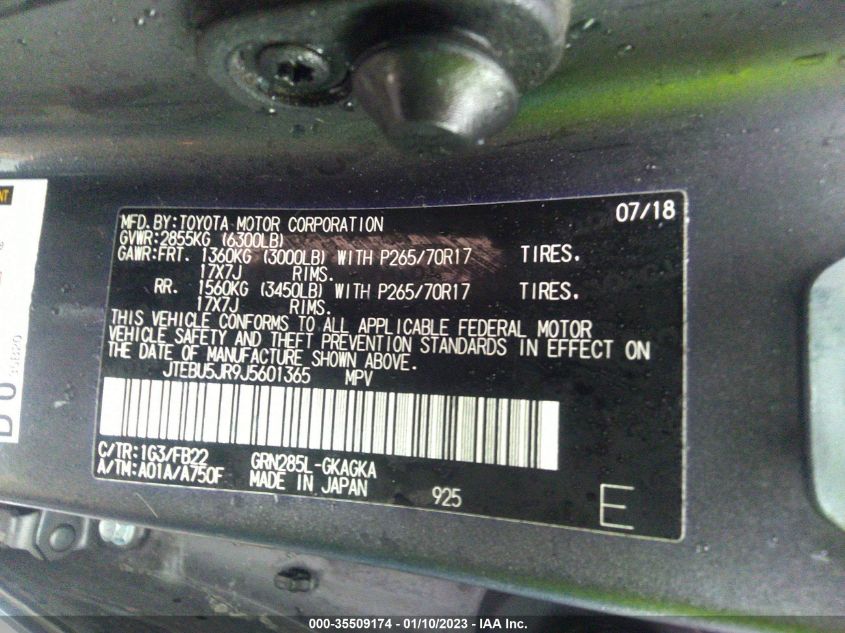 07/18
MFD. BY: TOYOTA MOTOR CORPORATION
GVWR: 2855KG (6300LB)
GAWR: FRT. 1360KG (3000LB) WITH P265/70R17 TIRES.
17X7J RIMS.
RR. 1560KG (3450LB) WITH P265/70R17 TIRES.
17X7J RIMS.
THIS VEHICLE CONFORMS TO ALL APPLICABLE FEDERAL MOTOR
VEHICLE SAFETY AND THEFT PREVENTION STANDARDS IN EFFECT ON
THE DATE OF MANUFACTURE SHOWN ABOVE.
JTEBU5JR9J5601365 MPV
C/TR: 1G3/FB22 GRN285L-GKAGKA
A/TM: A01A/A750F MADE IN JAPAN 925
E
000-35509174 - 01/10/2023 - IAA Inc.